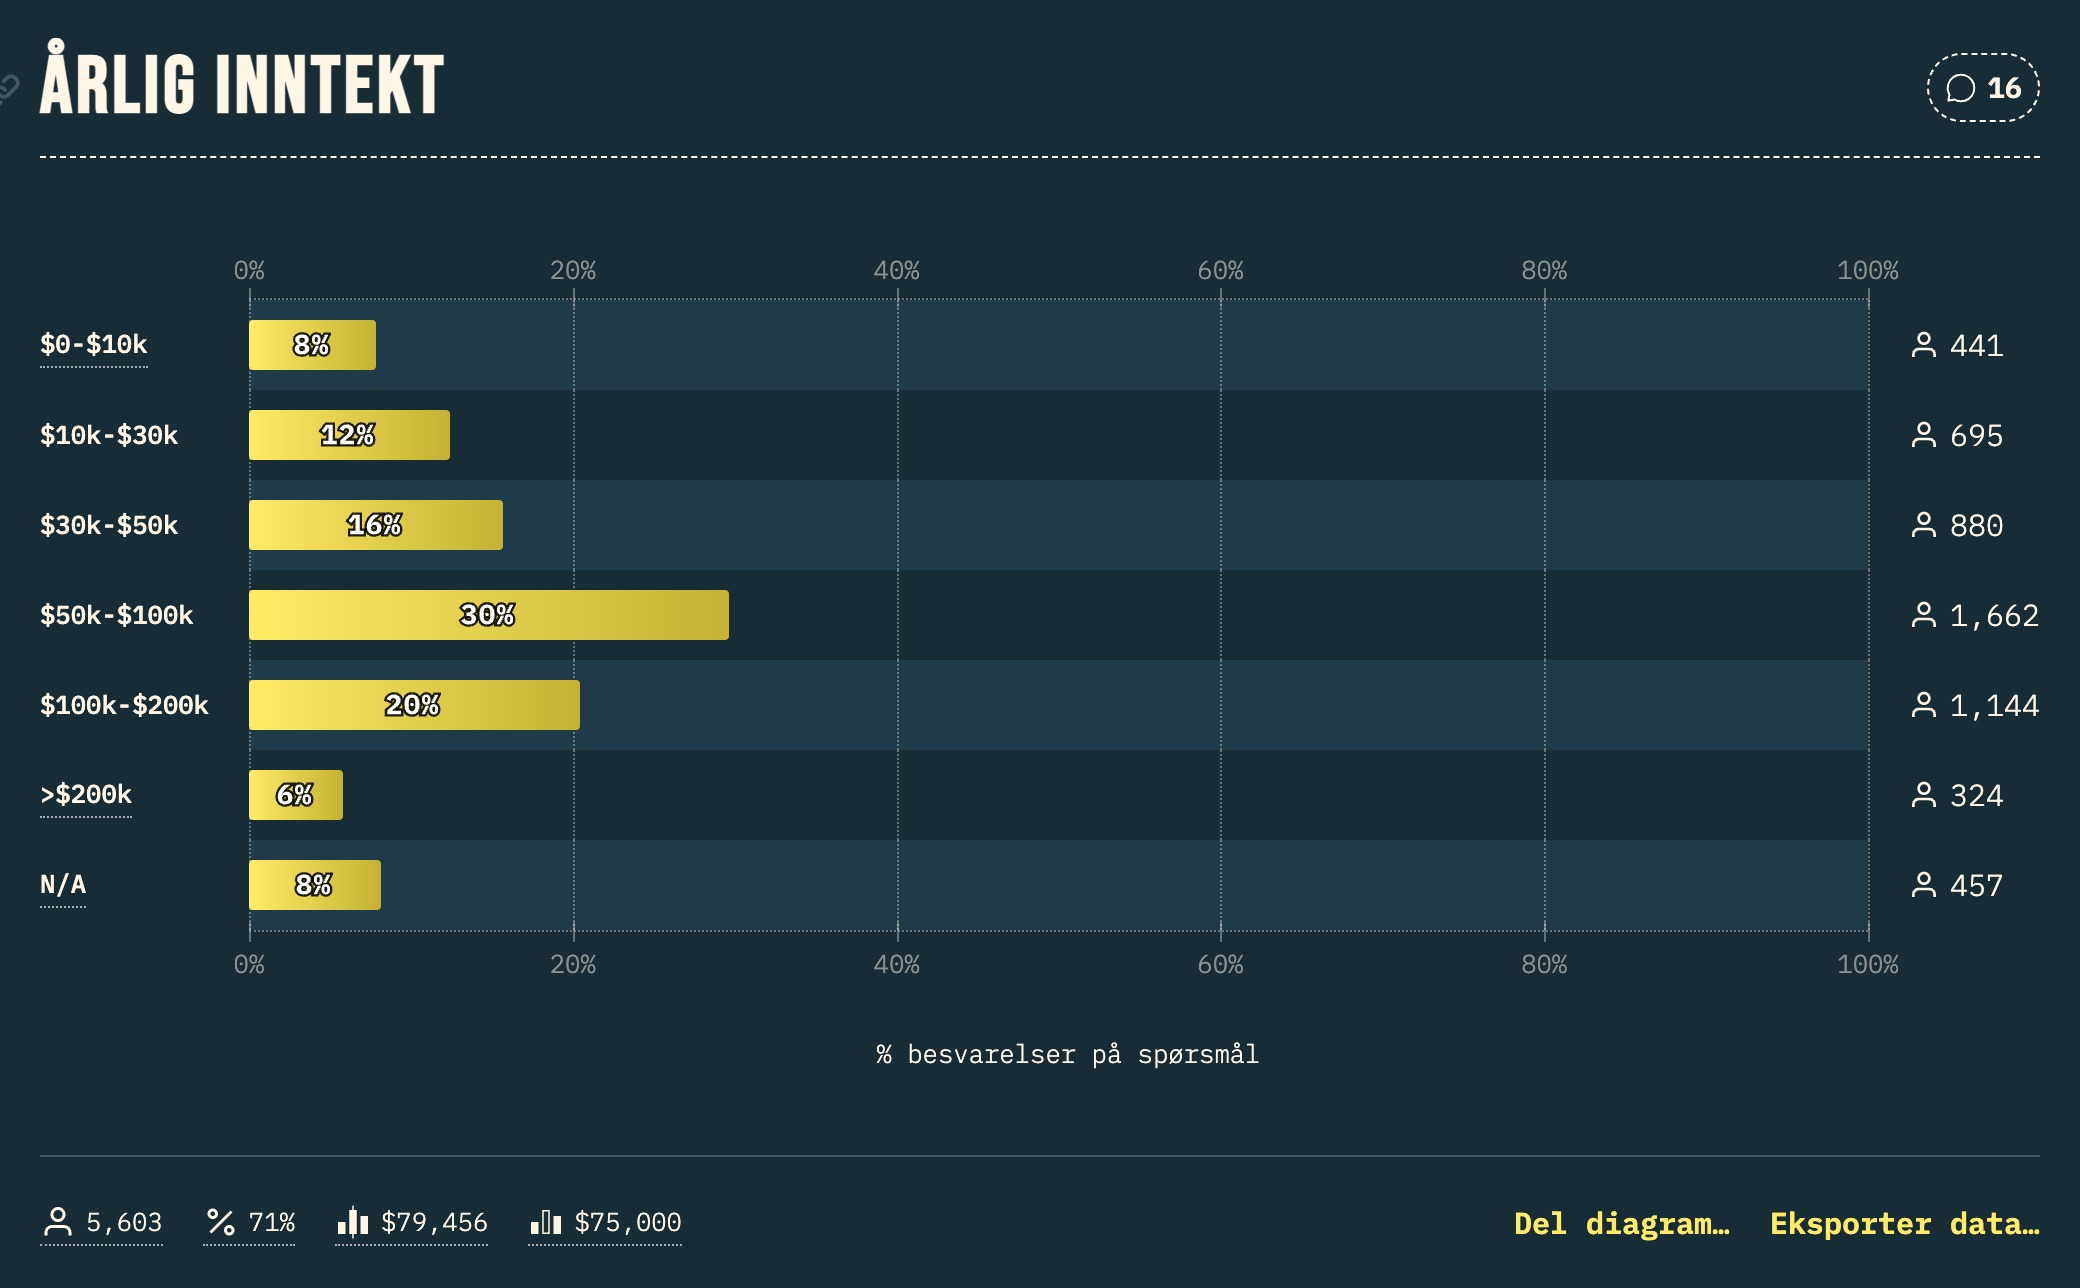 ÅRLIG INNTEKT
16
0% 20% 40% 60% 80% 100%
$0-$10k 8% 441
$10k-$30k 12% 695
$30k-$50k 16% 880
$50k-$100k 30% 1,662
$100k-$200k 20% 1,144
>$200k 6% 324
N/A 8% 457
0% 20% 40% 60% 80% 100%
% besvarelser på spørsmål
5,603 71% $79,456 $75,000 Del diagram… Eksporter data…